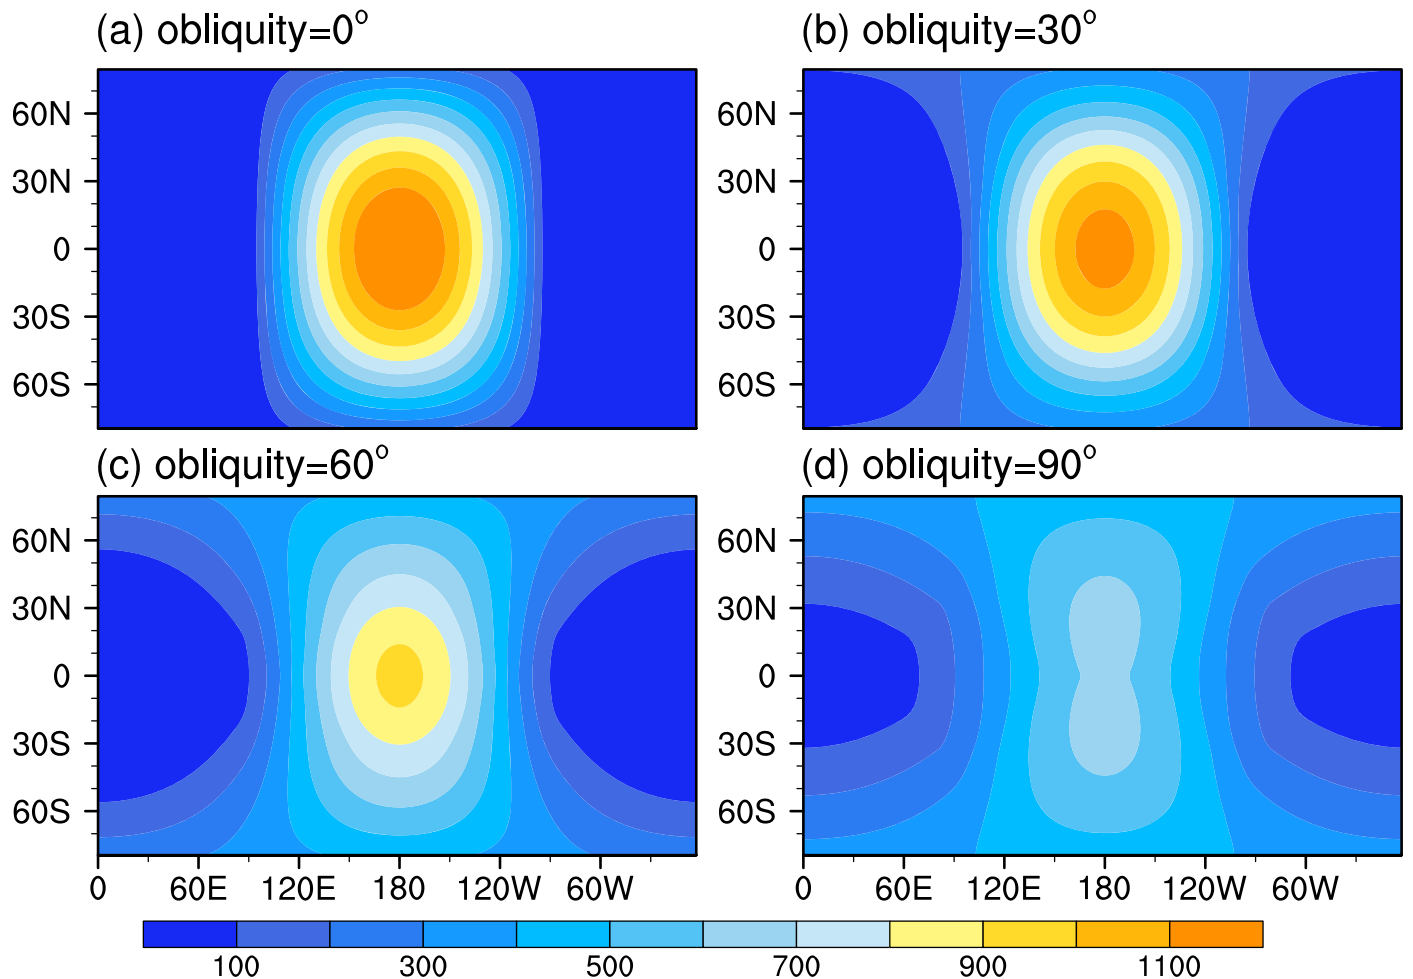 (a) obliquity=0° (b) obliquity=30°
60N 60N
30N 30N
0 0
30S 30S
60S 60S
(c) obliquity=60° (d) obliquity=90°
60N 60N
30N 30N
0 0
30S 30S
60S 60S
0 60E 120E 180 120W 60W 0 60E 120E 180 120W 60W
100 300 500 700 900 1100